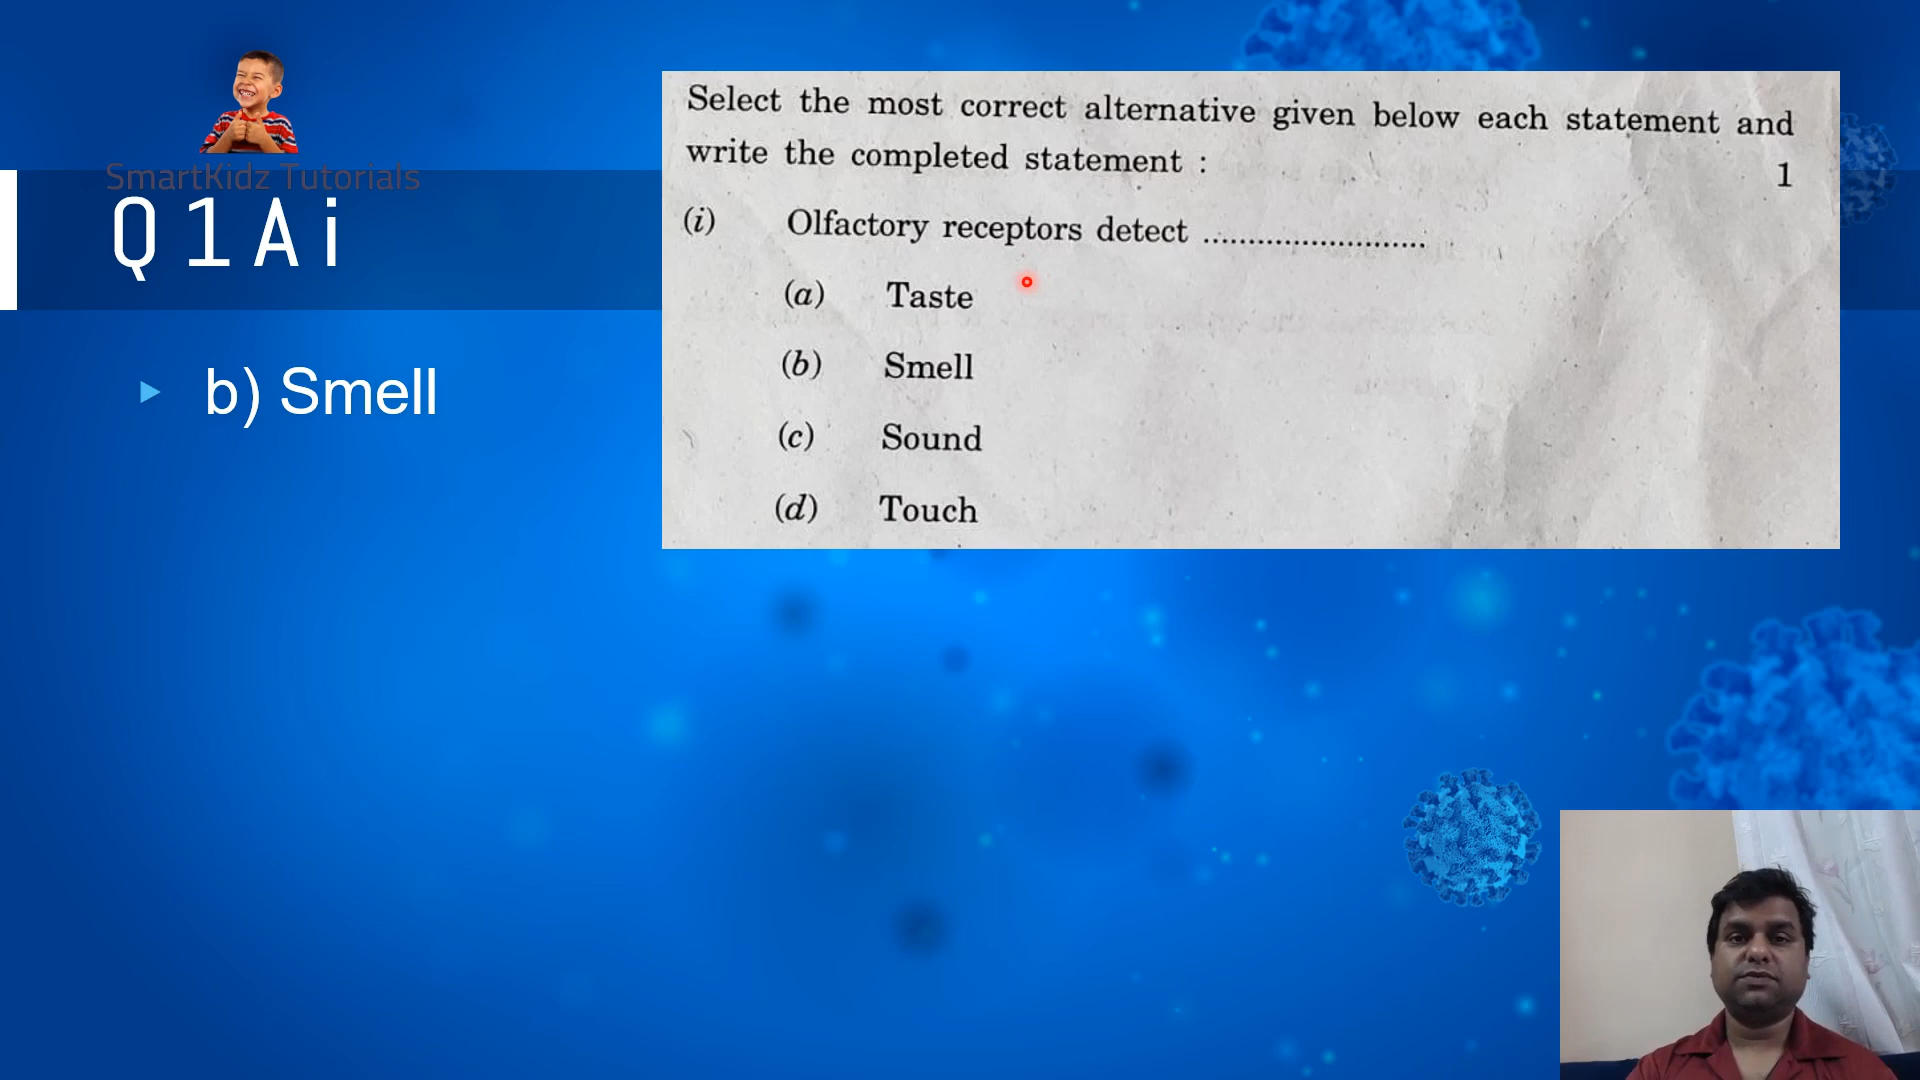 SmartKidz Tutorials
Q1Ai
b) Smell
Select the most correct alternative given below each statement and
write the completed statement : 1
(i) Olfactory receptors detect .........................
(a) Taste
(b) Smell
(c) Sound
(d) Touch